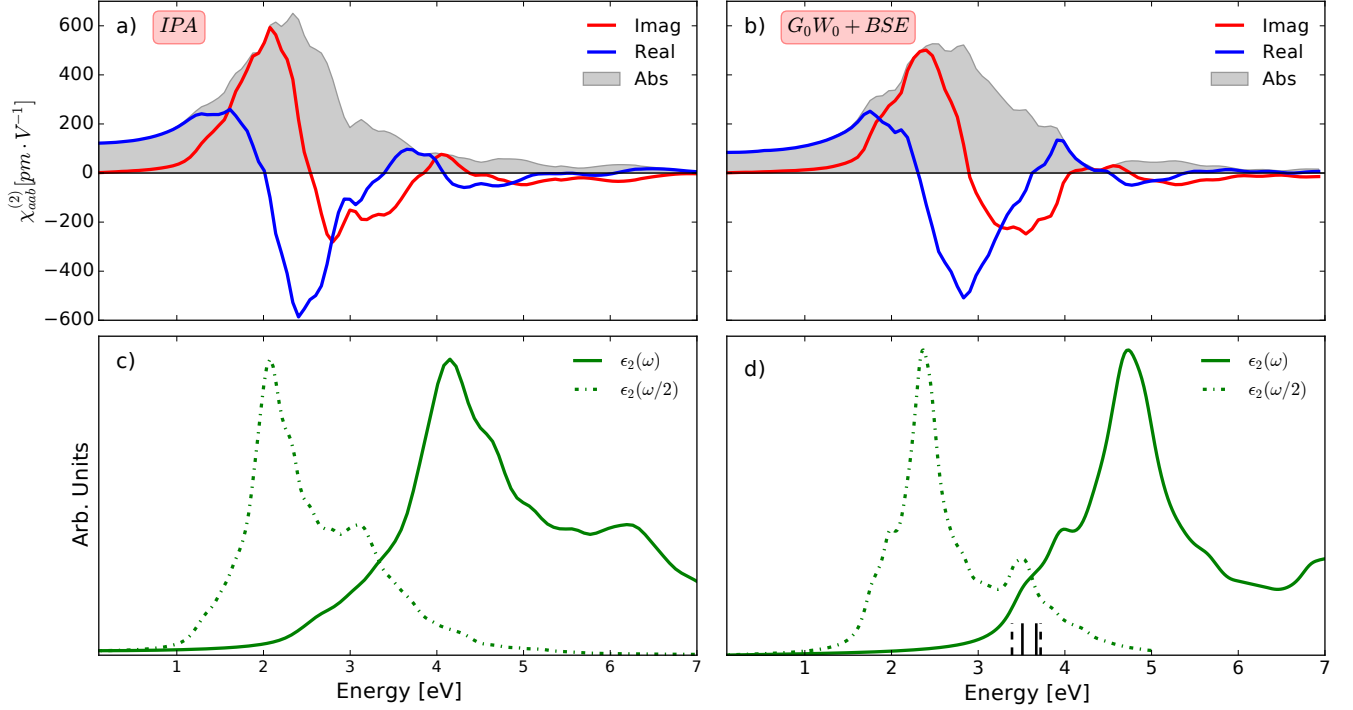 a) IPA
Imag
Real
Abs
b) G₀W₀ + BSE
Imag
Real
Abs
χ⁽²⁾ₐₐb [pm · V⁻¹]
600
400
200
0
−200
−400
−600
c)
ϵ₂(ω)
ϵ₂(ω/2)
d)
ϵ₂(ω)
ϵ₂(ω/2)
Arb. Units
1 2 3 4 5 6 7
1 2 3 4 5 6 7
Energy [eV]
Energy [eV]